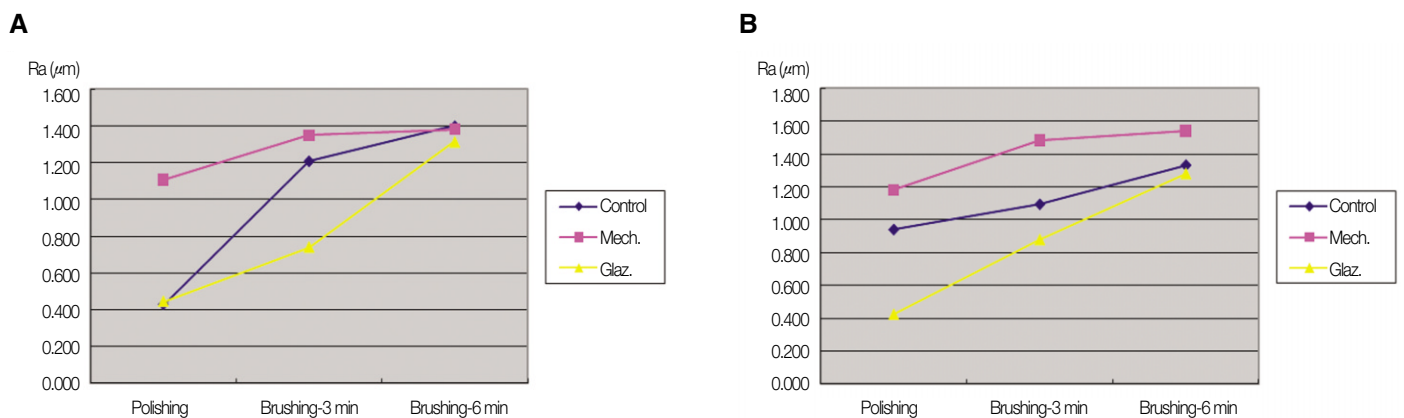 A
Ra (μm)
1.600
1.400
1.200
1.000
0.800
0.600
0.400
0.200
0.000
Polishing
Brushing-3 min
Brushing-6 min
Control
Mech.
Glaz.
B
Ra (μm)
1.800
1.600
1.400
1.200
1.000
0.800
0.600
0.400
0.200
0.000
Polishing
Brushing-3 min
Brushing-6 min
Control
Mech.
Glaz.